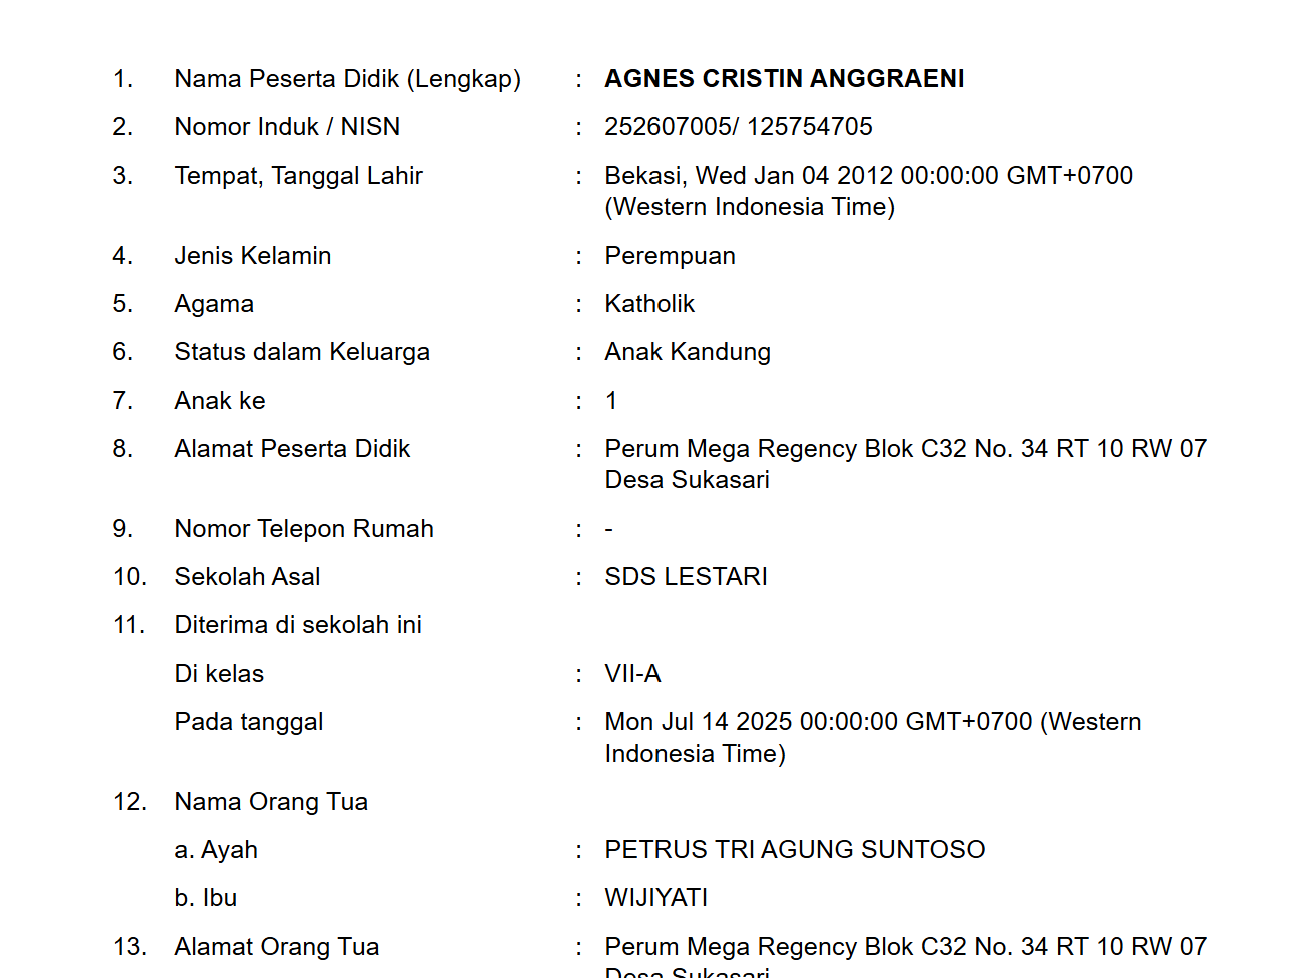 1. Nama Peserta Didik (Lengkap) : AGNES CRISTIN ANGGRAENI
2. Nomor Induk / NISN : 252607005/ 125754705
3. Tempat, Tanggal Lahir : Bekasi, Wed Jan 04 2012 00:00:00 GMT+0700
(Western Indonesia Time)
4. Jenis Kelamin : Perempuan
5. Agama : Katholik
6. Status dalam Keluarga : Anak Kandung
7. Anak ke : 1
8. Alamat Peserta Didik : Perum Mega Regency Blok C32 No. 34 RT 10 RW 07
Desa Sukasari
9. Nomor Telepon Rumah : -
10. Sekolah Asal : SDS LESTARI
11. Diterima di sekolah ini
Di kelas : VII-A
Pada tanggal : Mon Jul 14 2025 00:00:00 GMT+0700 (Western
Indonesia Time)
12. Nama Orang Tua
a. Ayah : PETRUS TRI AGUNG SUNTOSO
b. Ibu : WIJIYATI
13. Alamat Orang Tua : Perum Mega Regency Blok C32 No. 34 RT 10 RW 07
Desa Sukasari